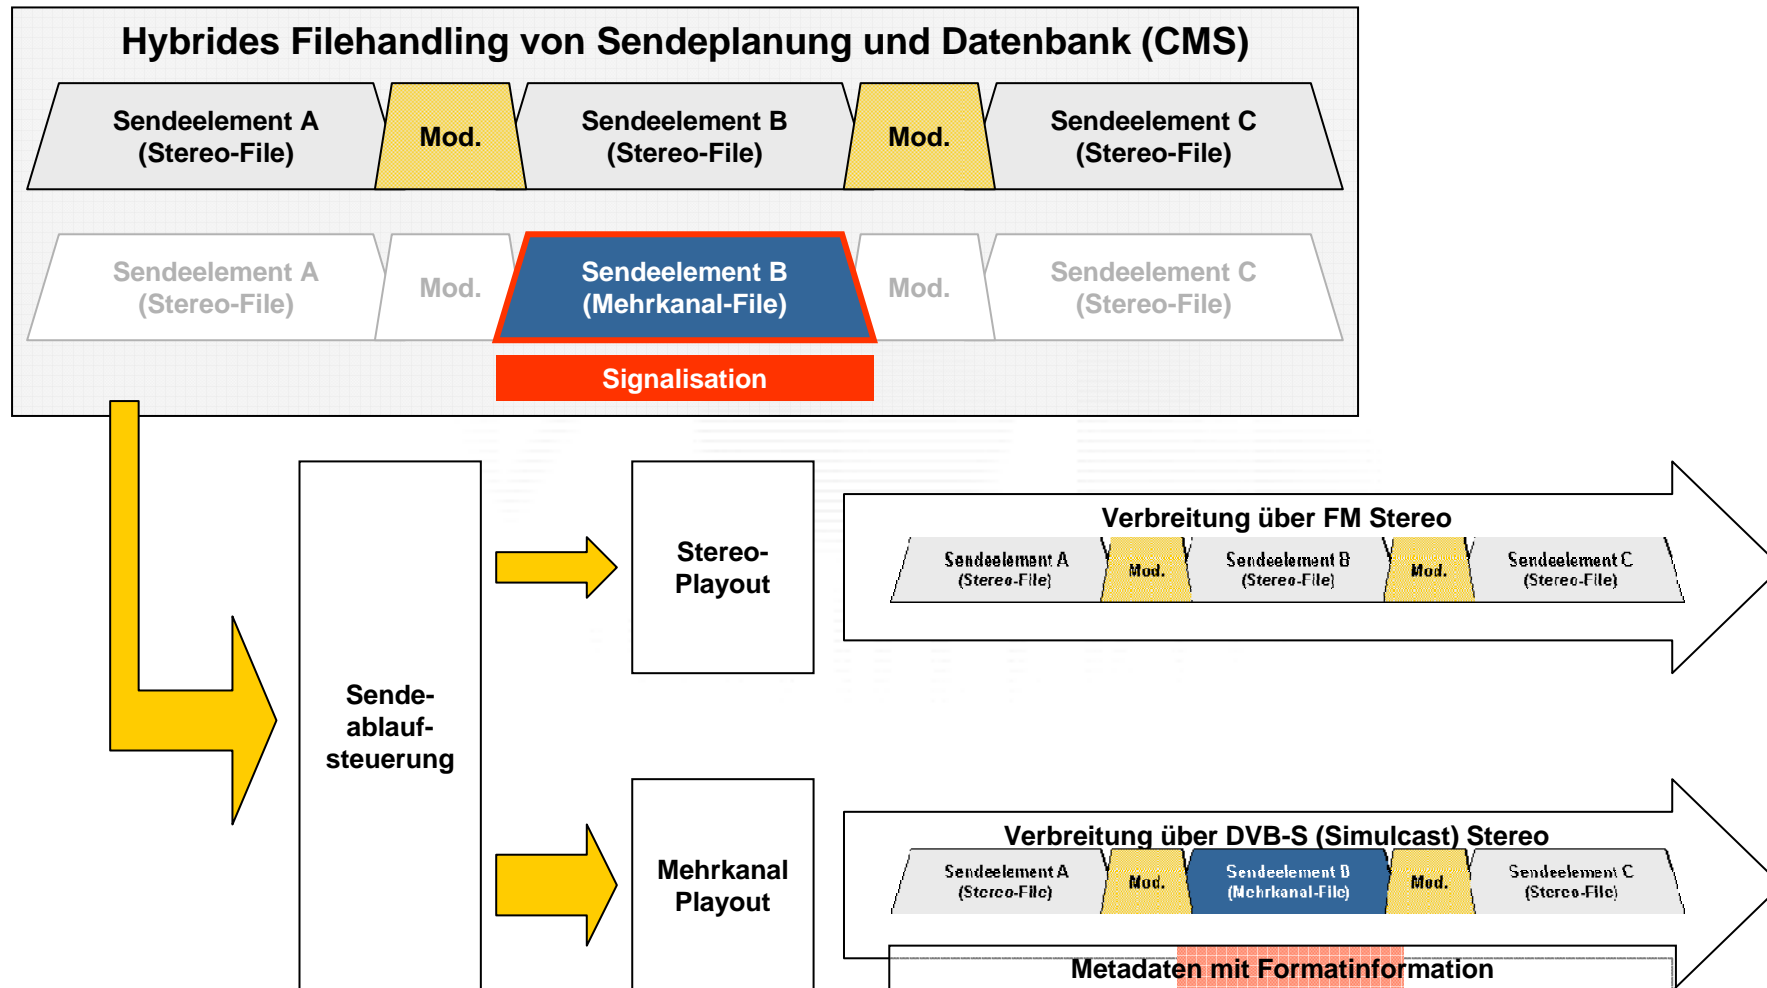 Hybrides Filehandling von Sendeplanung und Datenbank (CMS)
Sendeelement A
(Stereo-File)
Mod.
Sendeelement B
(Stereo-File)
Mod.
Sendeelement C
(Stereo-File)
Sendeelement A
(Stereo-File)
Mod.
Sendeelement B
(Mehrkanal-File)
Mod.
Sendeelement C
(Stereo-File)
Signalisation
Sende-
ablauf-
steuerung
Stereo-
Playout
Verbreitung über FM Stereo
Sendeelement A
(Stereo-File)
Mod.
Sendeelement B
(Stereo-File)
Mod.
Sendeelement C
(Stereo-File)
Mehrkanal
Playout
Verbreitung über DVB-S (Simulcast) Stereo
Sendeelement A
(Stereo-File)
Mod.
Sendeelement B
(Mehrkanal-File)
Mod.
Sendeelement C
(Stereo-File)
Metadaten mit Formatinformation